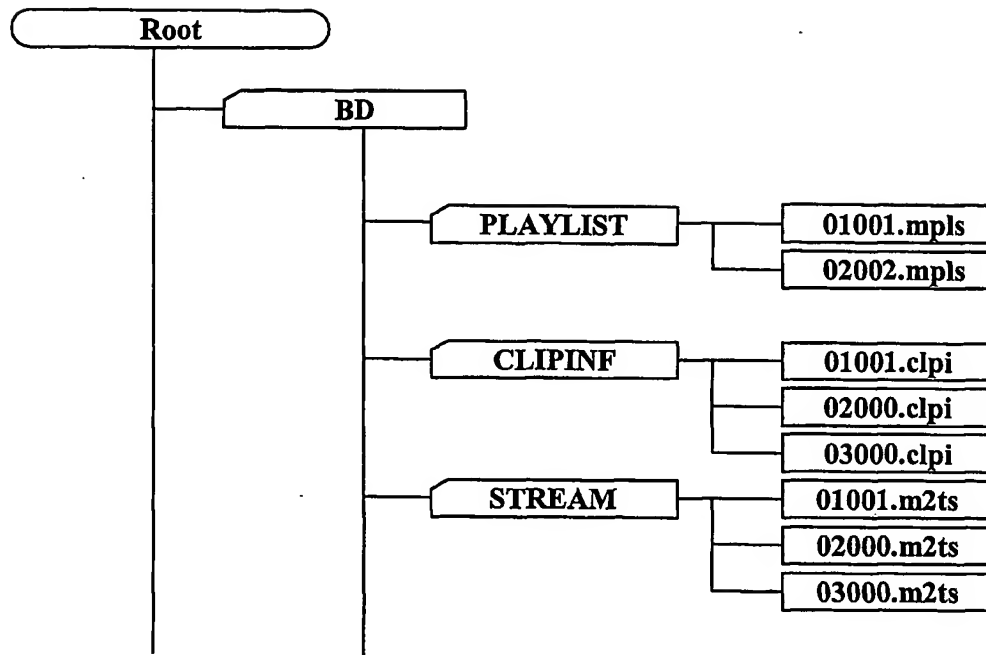 Root
BD
PLAYLIST
01001.mpls
02002.mpls
CLIPINF
01001.clpi
02000.clpi
03000.clpi
STREAM
01001.m2ts
02000.m2ts
03000.m2ts